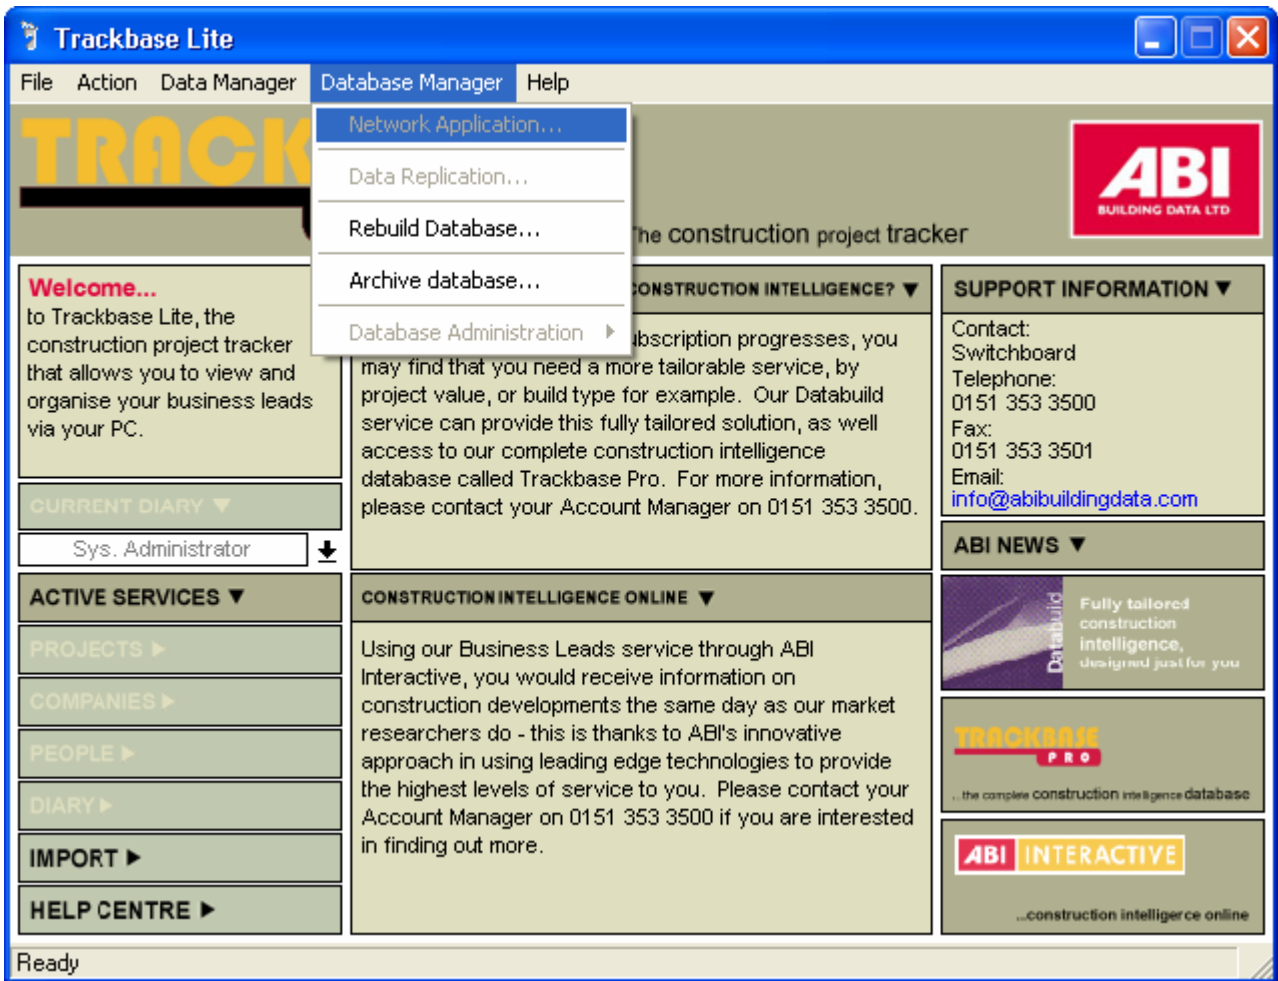 Trackbase Lite
File Action Data Manager Database Manager Help
Network Application...
Data Replication...
Rebuild Database...
Archive database...
Database Administration
TRACK
construction project tracker
ABI
BUILDING DATA LTD
Welcome...
to Trackbase Lite, the
construction project tracker
that allows you to view and
organise your business leads
via your PC.
CURRENT DIARY ▼
Sys. Administrator
ACTIVE SERVICES ▼
PROJECTS ▶
COMPANIES ▶
PEOPLE ▶
DIARY ▶
IMPORT ▶
HELP CENTRE ▶
CONSTRUCTION INTELLIGENCE? ▼
progresses, you
may find that you need a more tailorable service, by
project value, or build type for example. Our Databuild
service can provide this fully tailored solution, as well
access to our complete construction intelligence
database called Trackbase Pro. For more information,
please contact your Account Manager on 0151 353 3500.
CONSTRUCTION INTELLIGENCE ONLINE ▼
Using our Business Leads service through ABI
Interactive, you would receive information on
construction developments the same day as our market
researchers do - this is thanks to ABI's innovative
approach in using leading edge technologies to provide
the highest levels of service to you. Please contact your
Account Manager on 0151 353 3500 if you are interested
in finding out more.
SUPPORT INFORMATION ▼
Contact:
Switchboard
Telephone:
0151 353 3500
Fax:
0151 353 3501
Email:
info@abibuildingdata.com
ABI NEWS ▼
Databuild
Fully tailored
construction
intelligence,
designed just for you
TRACKBASE
PRO
...the complete construction intelligence database
ABI INTERACTIVE
...construction intelligence online
Ready